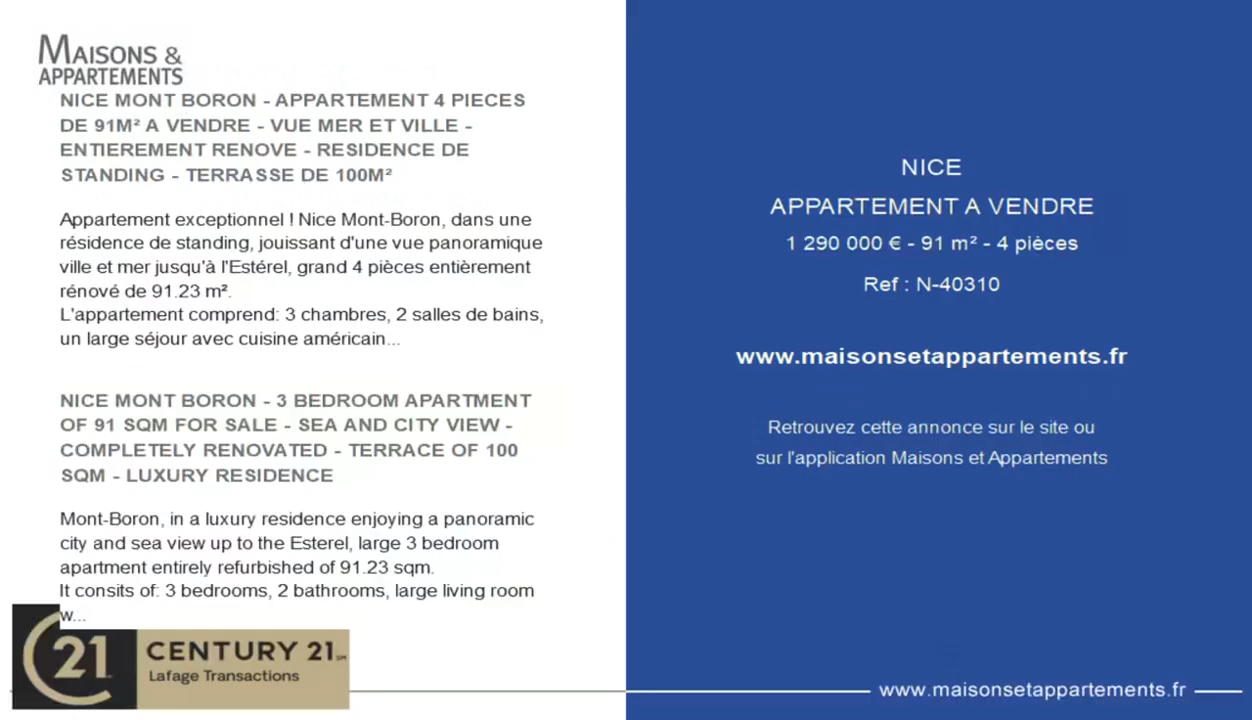 MAISONS &
APPARTEMENTS
NICE MONT BORON - APPARTEMENT 4 PIECES
DE 91M² A VENDRE - VUE MER ET VILLE -
ENTIEREMENT RENOVE - RESIDENCE DE
STANDING - TERRASSE DE 100M²
Appartement exceptionnel ! Nice Mont-Boron, dans une
résidence de standing, jouissant d'une vue panoramique
ville et mer jusqu'à l'Estérel, grand 4 pièces entièrement
rénové de 91.23 m².
L'appartement comprend: 3 chambres, 2 salles de bains,
un large séjour avec cuisine américain...
NICE MONT BORON - 3 BEDROOM APARTMENT
OF 91 SQM FOR SALE - SEA AND CITY VIEW -
COMPLETELY RENOVATED - TERRACE OF 100
SQM - LUXURY RESIDENCE
Mont-Boron, in a luxury residence enjoying a panoramic
city and sea view up to the Esterel, large 3 bedroom
apartment entirely refurbished of 91.23 sqm.
It consits of: 3 bedrooms, 2 bathrooms, large living room
w...
21
CENTURY 21
Lafage Transactions
NICE
APPARTEMENT A VENDRE
1 290 000 € - 91 m² - 4 pièces
Ref : N-40310
www.maisonsetappartements.fr
Retrouvez cette annonce sur le site ou
sur l'application Maisons et Appartements
www.maisonsetappartements.fr